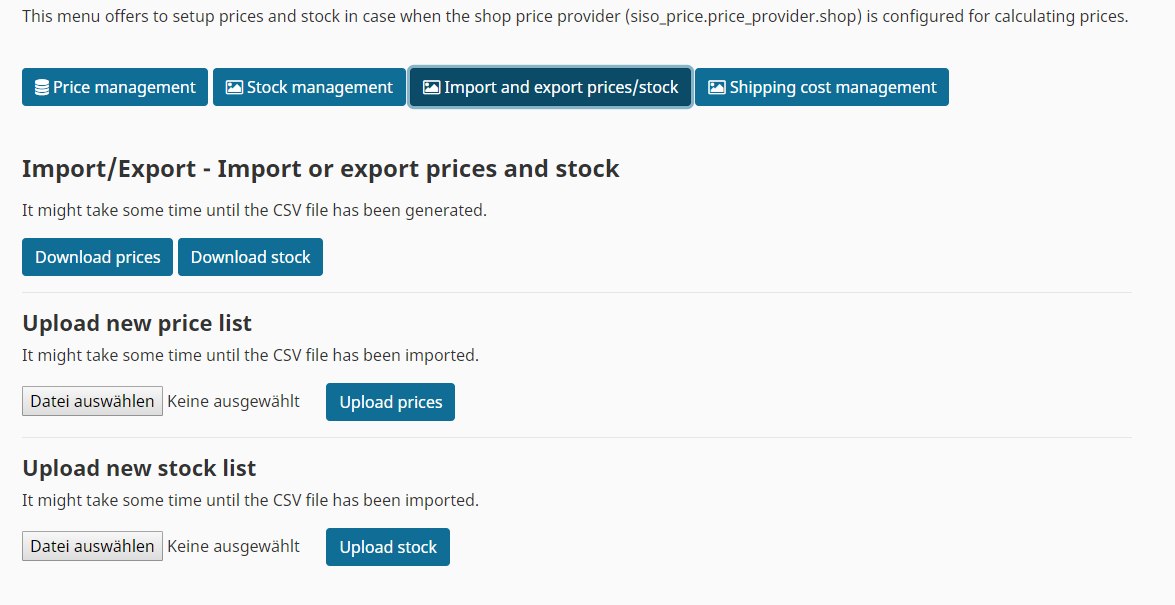 This menu offers to setup prices and stock in case when the shop price provider (siso_price.price_provider.shop) is configured for calculating prices.
Price management Stock management Import and export prices/stock Shipping cost management
Import/Export - Import or export prices and stock
It might take some time until the CSV file has been generated.
Download prices Download stock
Upload new price list
It might take some time until the CSV file has been imported.
Datei auswählen Keine ausgewählt Upload prices
Upload new stock list
It might take some time until the CSV file has been imported.
Datei auswählen Keine ausgewählt Upload stock